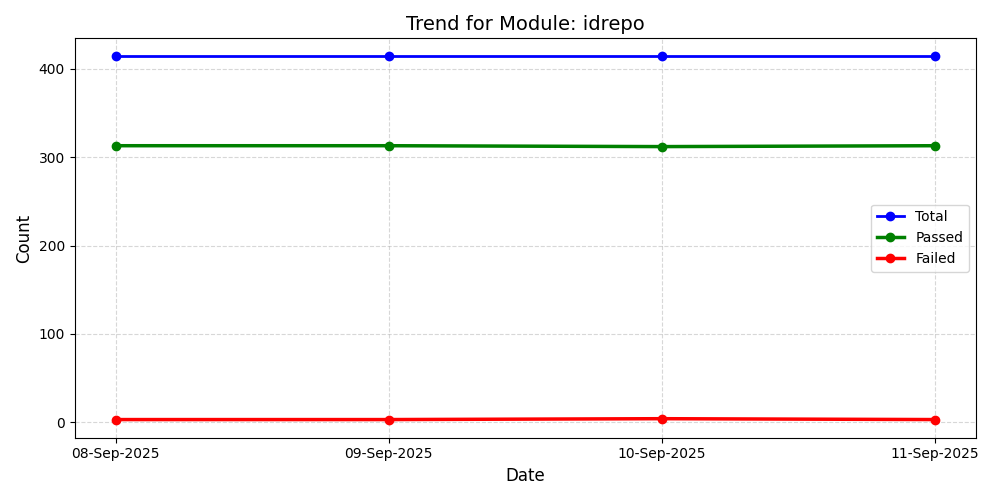 Trend for Module: idrepo
400
300
200
100
0
Count
Total
Passed
Failed
08-Sep-2025
09-Sep-2025
10-Sep-2025
11-Sep-2025
Date